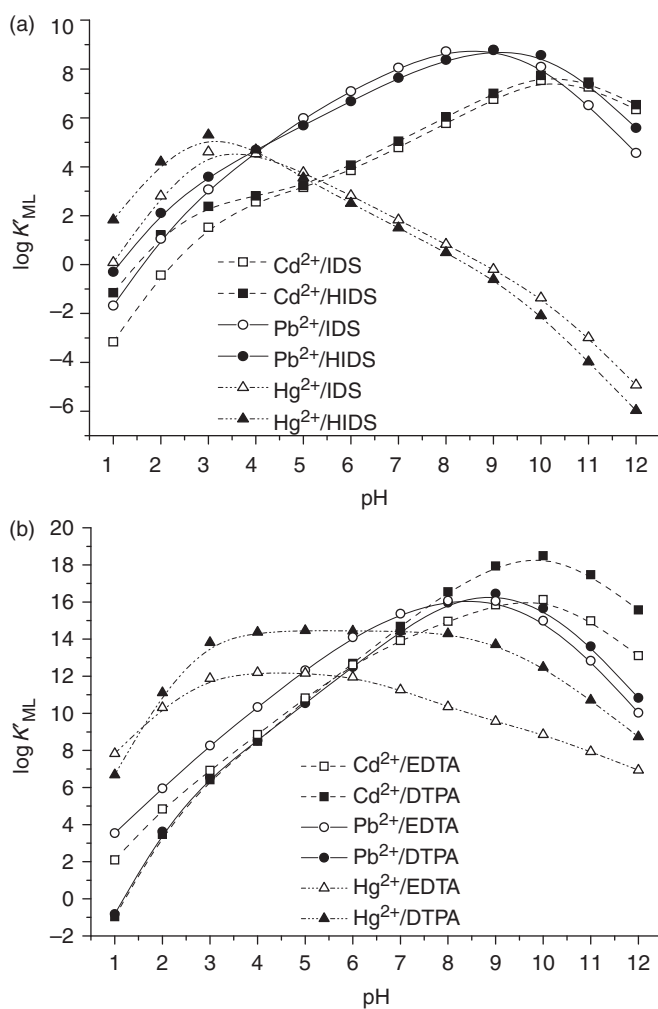 (a)
10
8
6
4
2
0
–2
–4
–6
log K′ML
Cd2+/IDS
Cd2+/HIDS
Pb2+/IDS
Pb2+/HIDS
Hg2+/IDS
Hg2+/HIDS
1 2 3 4 5 6 7 8 9 10 11 12
pH
(b)
20
18
16
14
12
10
8
6
4
2
0
–2
log K′ML
Cd2+/EDTA
Cd2+/DTPA
Pb2+/EDTA
Pb2+/DTPA
Hg2+/EDTA
Hg2+/DTPA
1 2 3 4 5 6 7 8 9 10 11 12
pH